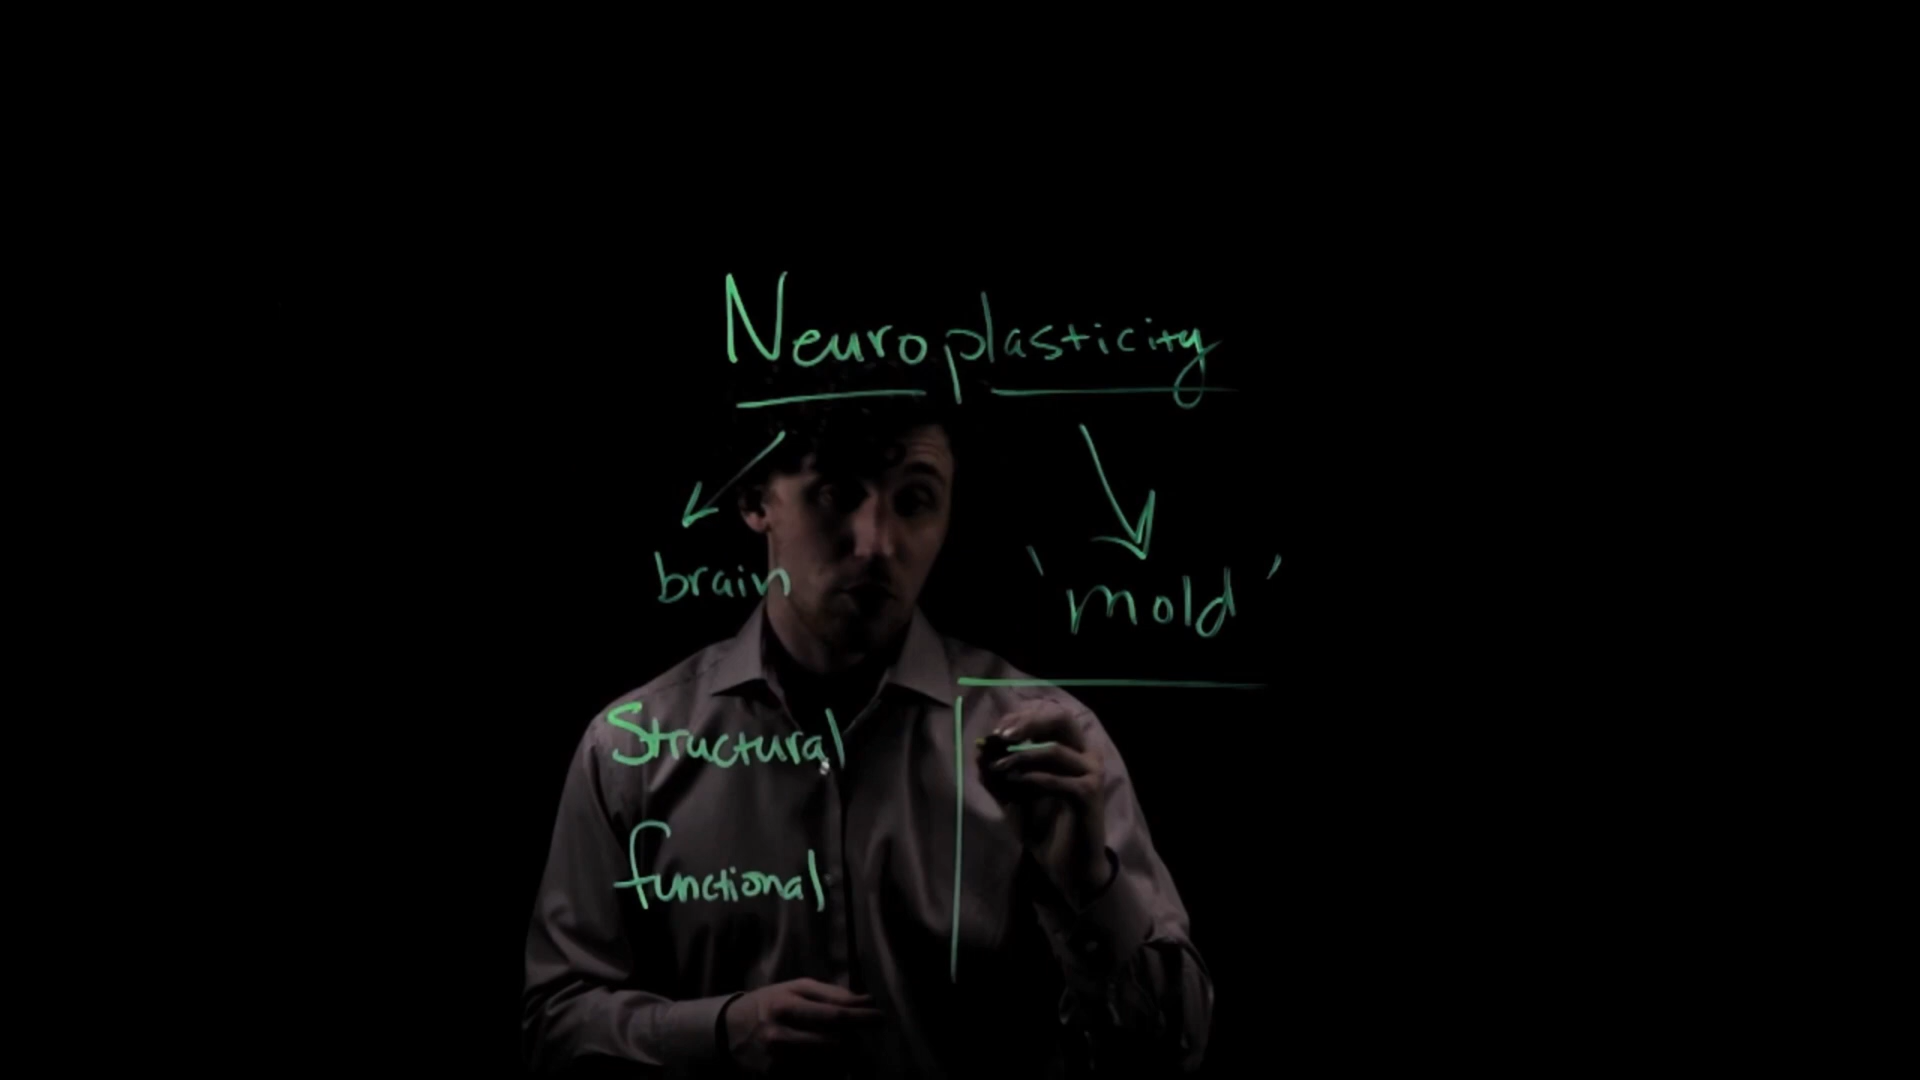 Neuroplasticity
brain
'mold'
Structural
functional